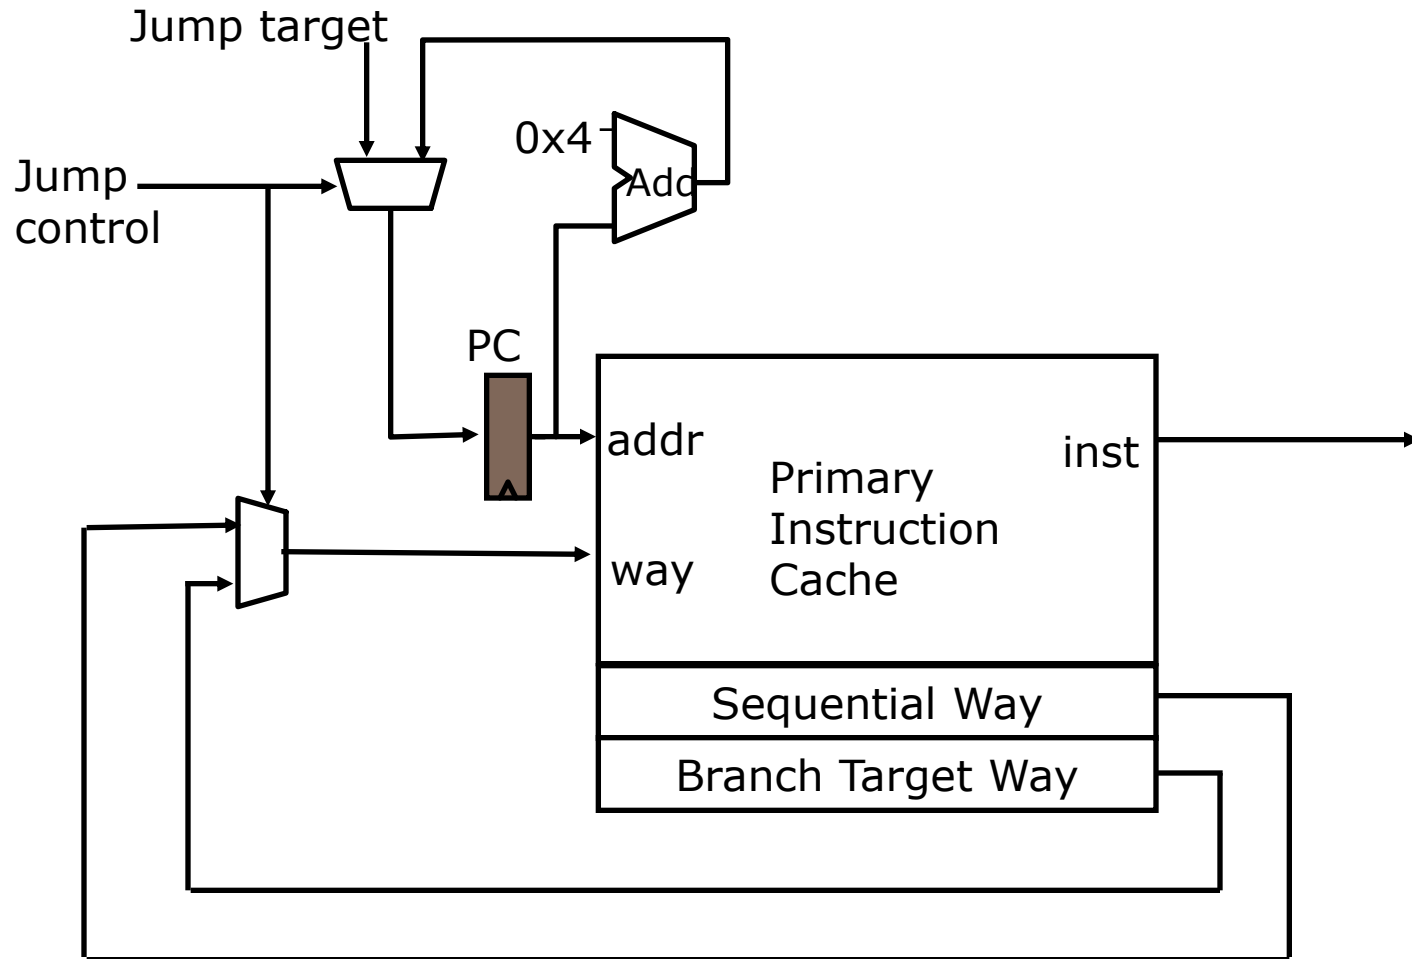 Jump target
0x4
Add
Jump
control
PC
addr
inst
Primary
Instruction
Cache
way
Sequential Way
Branch Target Way